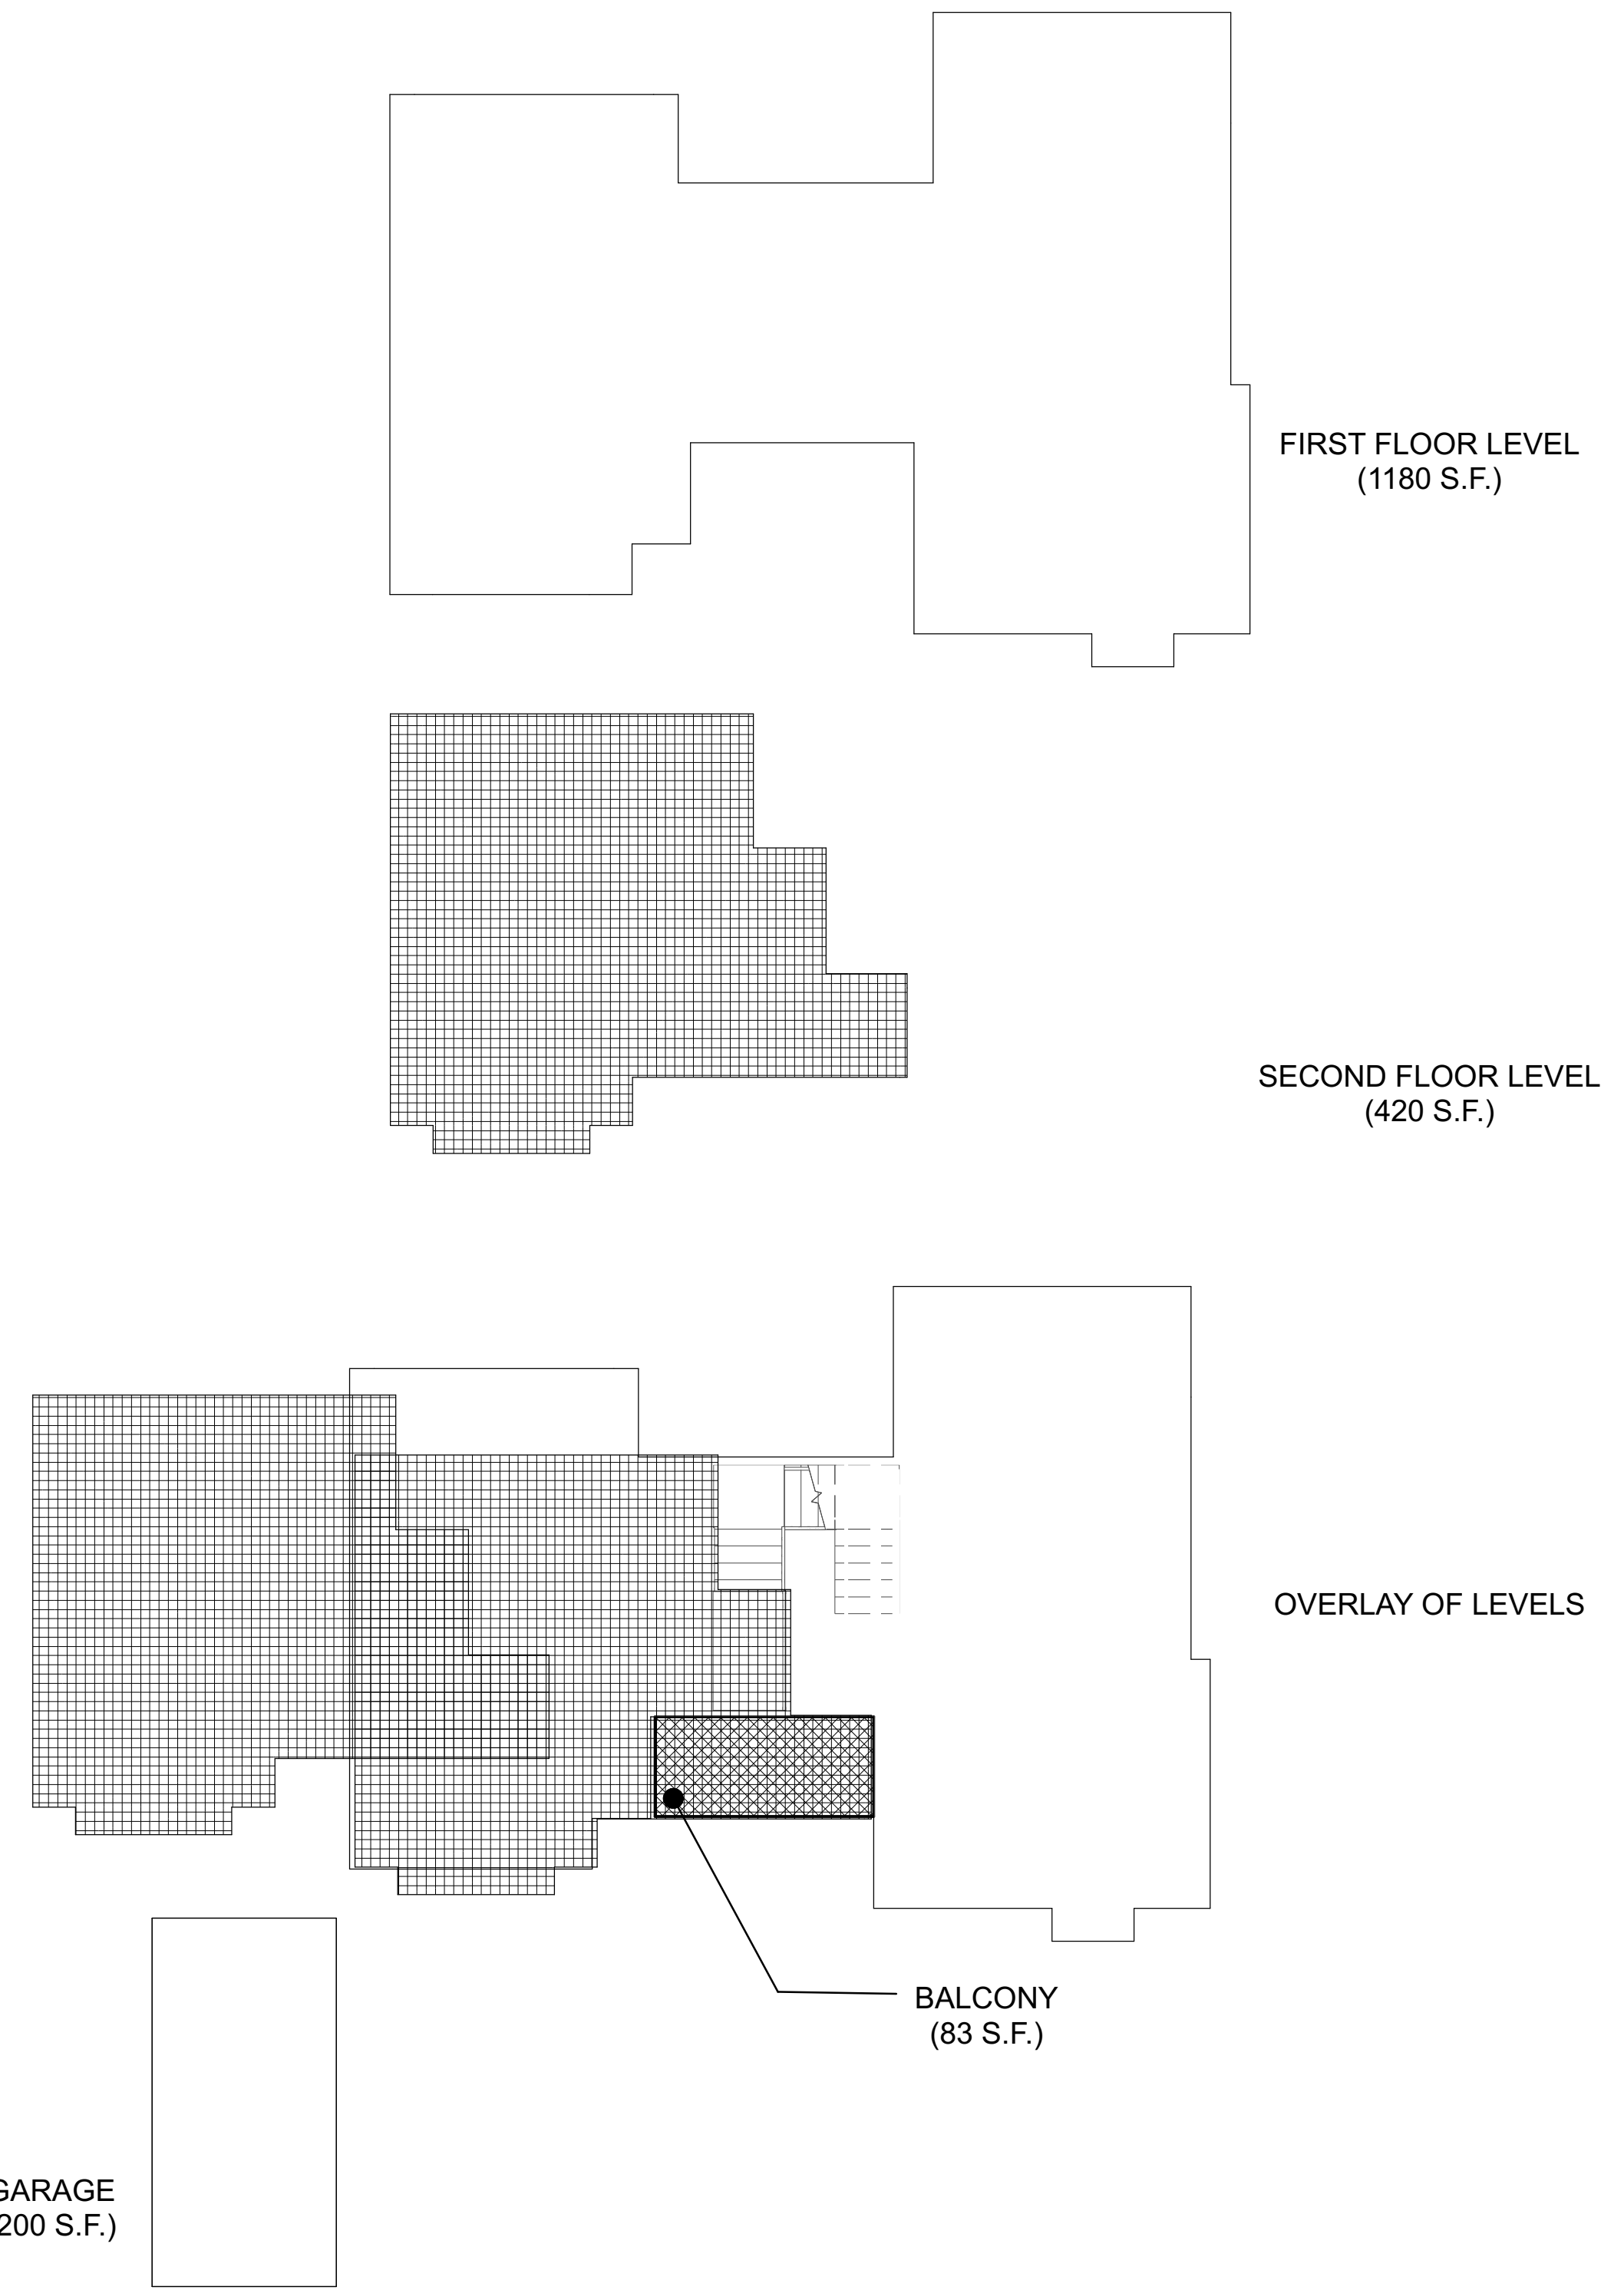 FIRST FLOOR LEVEL
(1180 S.F.)
SECOND FLOOR LEVEL
(420 S.F.)
OVERLAY OF LEVELS
BALCONY
(83 S.F.)
GARAGE
200 S.F.)